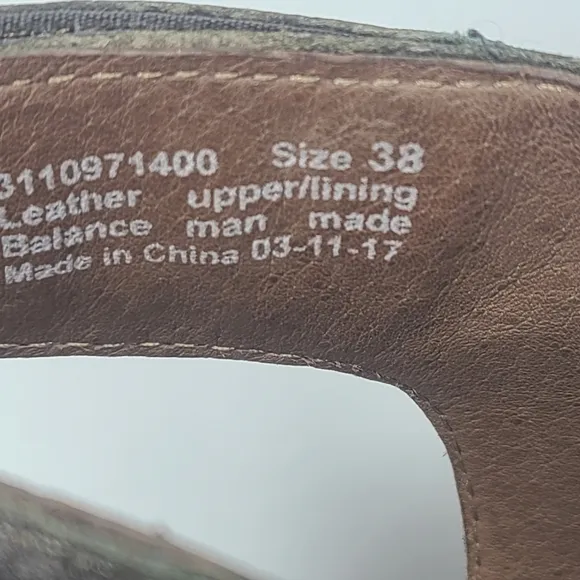 3110971400 Size 38
Leather upper/lining
Balance man made
Made in China 03-11-17